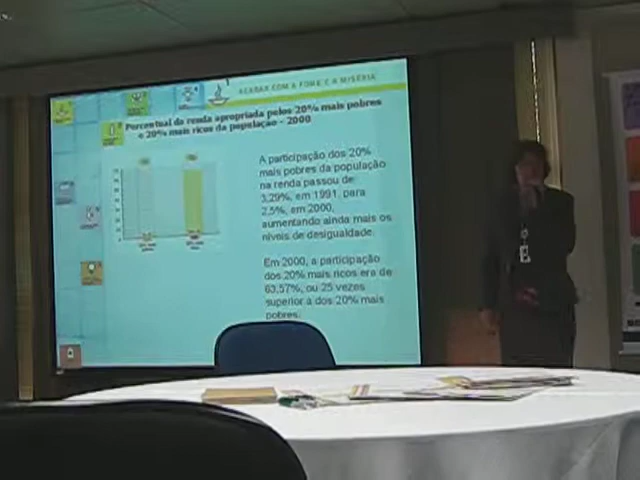 ACABAR COM A FOME E A MISÉRIA
Percentual da renda apropriada pelos 20% mais pobres
e 20% mais ricos da população - 2000
A participação dos 20%
mais pobres da população
na renda passou de
3,29%, em 1991, para
2,5%, em 2000,
aumentando ainda mais os
níveis de desigualdade.
Em 2000, a participação
dos 20% mais ricos era de
63,57%, ou 25 vezes
superior a dos 20% mais
pobres.